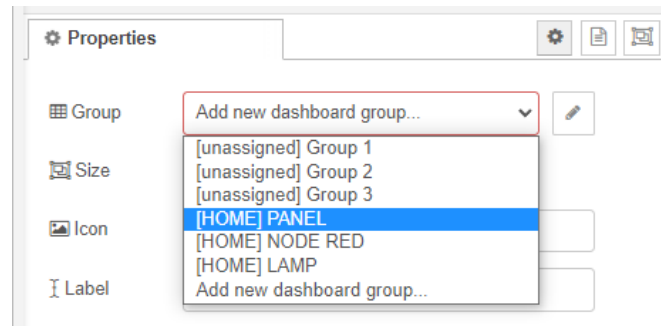 Properties
Group
Add new dashboard group...
[unassigned] Group 1
[unassigned] Group 2
[unassigned] Group 3
[HOME] PANEL
[HOME] NODE RED
[HOME] LAMP
Add new dashboard group...
Size
Icon
Label